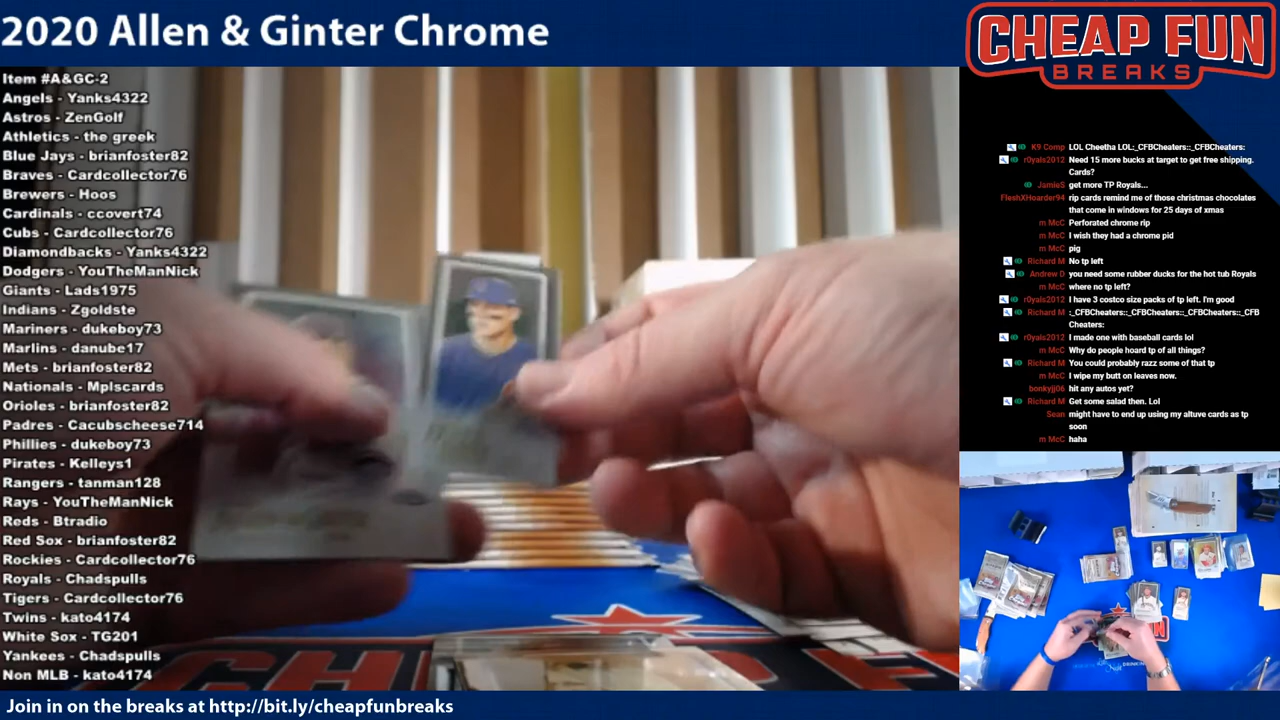 2020 Allen & Ginter Chrome
CHEAP FUN
BREAKS
Item #A&GC-2
Angels - Yanks4322
Astros - ZenGolf
Athletics - the greek
Blue Jays - brianfoster82
Braves - Cardcollector76
Brewers - Hoos
Cardinals - ccovert74
Cubs - Cardcollector76
Diamondbacks - Yanks4322
Dodgers - YouTheManNick
Giants - Lads1975
Indians - Zgoldste
Mariners - dukeboy73
Marlins - danube17
Mets - brianfoster82
Nationals - Mplscards
Orioles - brianfoster82
Padres - Cacubscheese714
Phillies - dukeboy73
Pirates - Kelleys1
Rangers - tanman128
Rays - YouTheManNick
Reds - Btradio
Red Sox - brianfoster82
Rockies - Cardcollector76
Royals - Chadspulls
Tigers - Cardcollector76
Twins - kato4174
White Sox - TG201
Yankees - Chadspulls
Non MLB - kato4174
K9 Comp LOL Cheetha LOL:_CFBCheaters::_CFBCheaters:
r0yals2012 Need 15 more bucks at target to get free shipping.
Cards?
JamieS get more TP Royals...
FleshXHoarder94 rip cards remind me of those christmas chocolates
that come in windows for 25 days of xmas
m McC Perforated chrome rip
m McC I wish they had a chrome pid
m McC pig
Richard M No tp left
Andrew D you need some rubber ducks for the hot tub Royals
m McC where no tp left?
r0yals2012 I have 3 costco size packs of tp left. I'm good
Richard M :_CFBCheaters::_CFBCheaters::_CFBCheaters::_CFB
Cheaters:
r0yals2012 I made one with baseball cards lol
m McC Why do people hoard tp of all things?
Richard M You could probably razz some of that tp
m McC I wipe my butt on leaves now.
bonkyjj06 hit any autos yet?
Richard M Get some salad then. Lol
Sean might have to end up using my altuve cards as tp
soon
m McC haha
Join in on the breaks at http://bit.ly/cheapfunbreaks